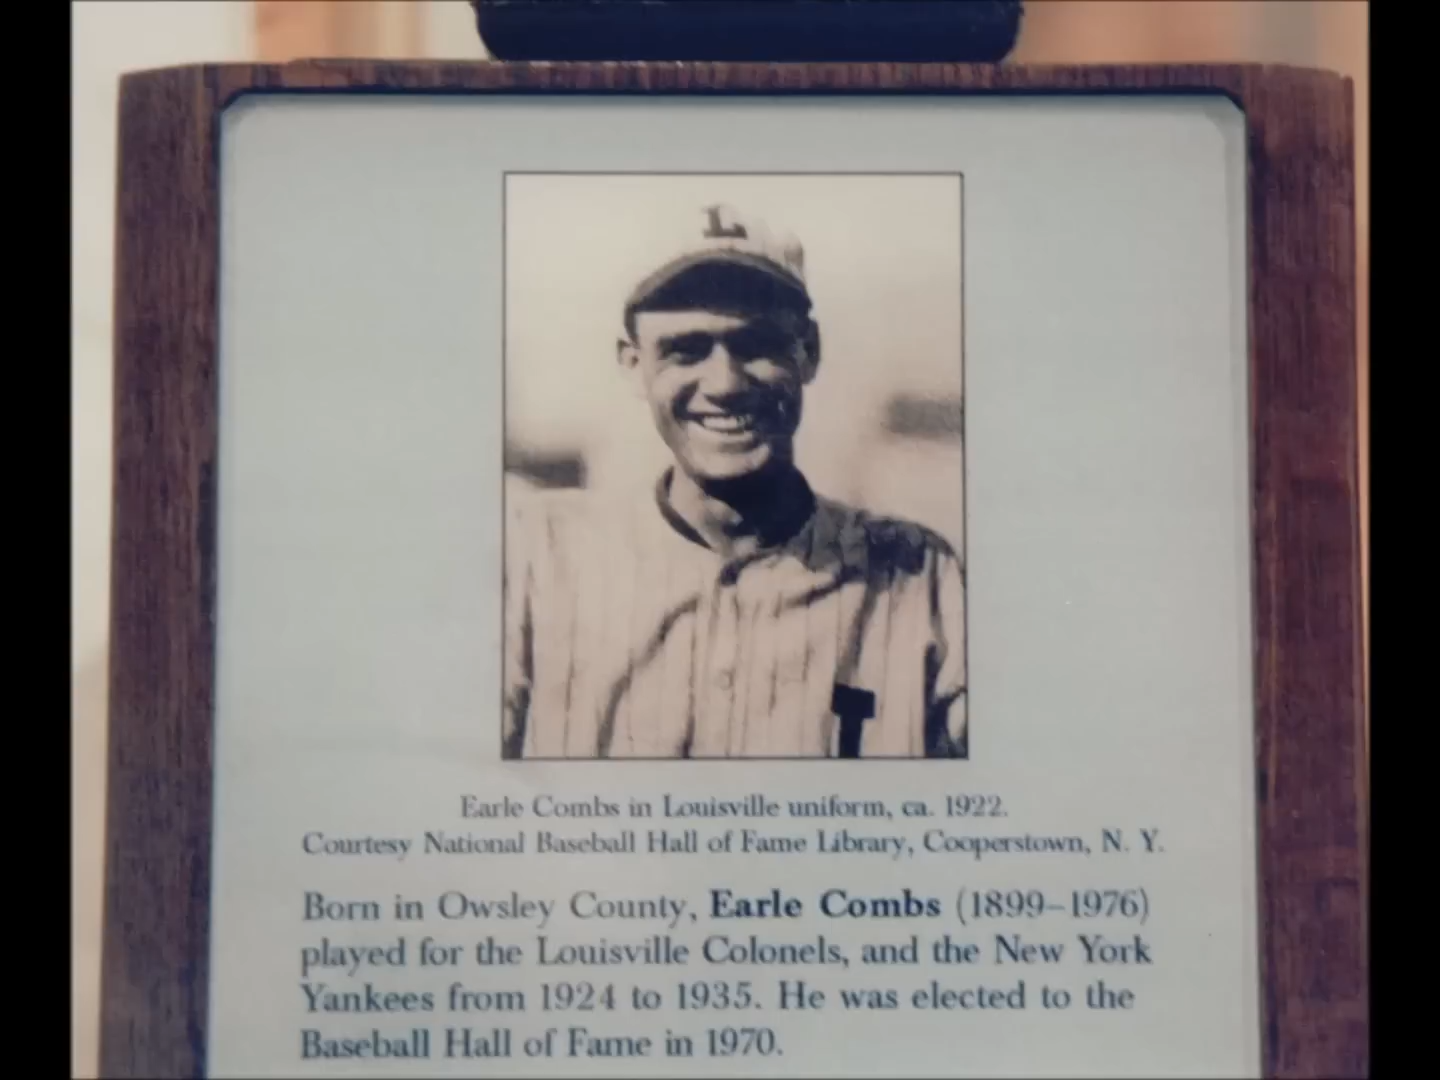 L
Earle Combs in Louisville uniform, ca. 1922.
Courtesy National Baseball Hall of Fame Library, Cooperstown, N. Y.
Born in Owsley County, Earle Combs (1899–1976)
played for the Louisville Colonels, and the New York
Yankees from 1924 to 1935. He was elected to the
Baseball Hall of Fame in 1970.